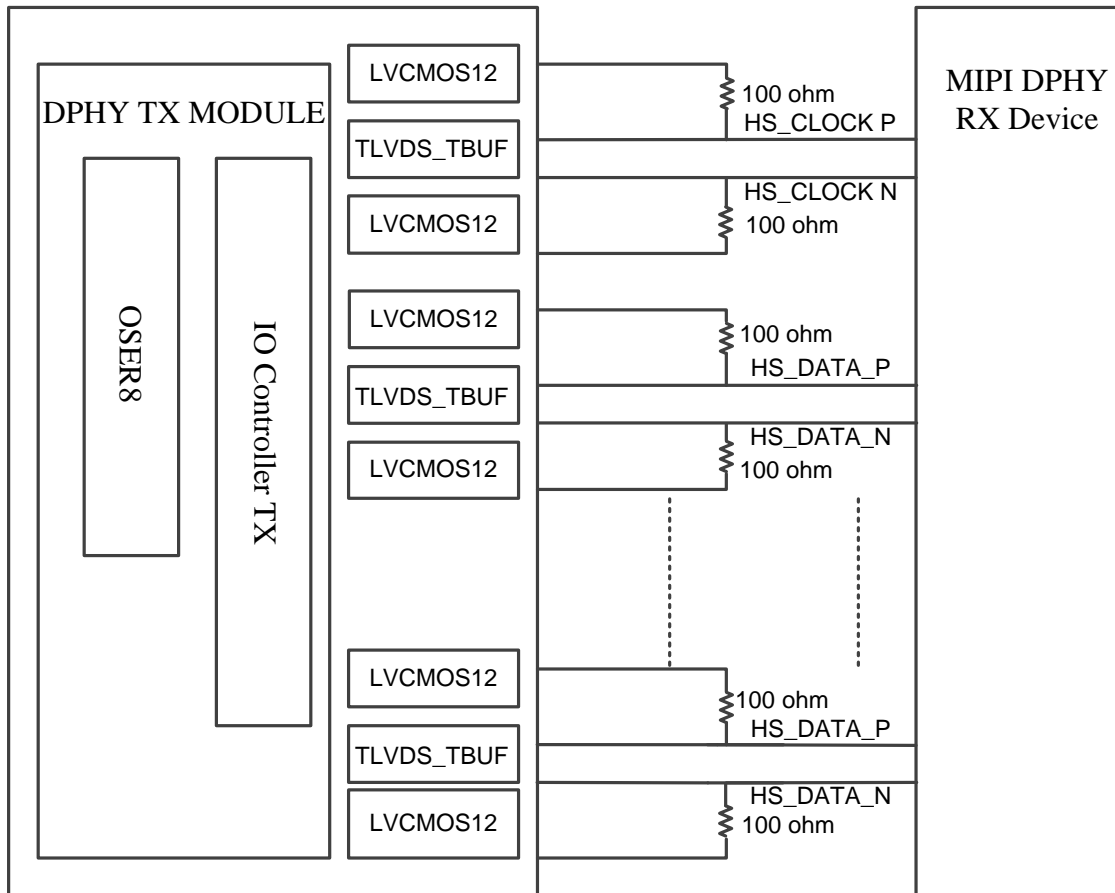 DPHY TX MODULE
OSER8
IO Controller TX
LVCMOS12
TLVDS_TBUF
LVCMOS12
LVCMOS12
TLVDS_TBUF
LVCMOS12
LVCMOS12
TLVDS_TBUF
LVCMOS12
100 ohm
HS_CLOCK P
HS_CLOCK N
100 ohm
100 ohm
HS_DATA_P
HS_DATA_N
100 ohm
100 ohm
HS_DATA_P
HS_DATA_N
100 ohm
MIPI DPHY
RX Device